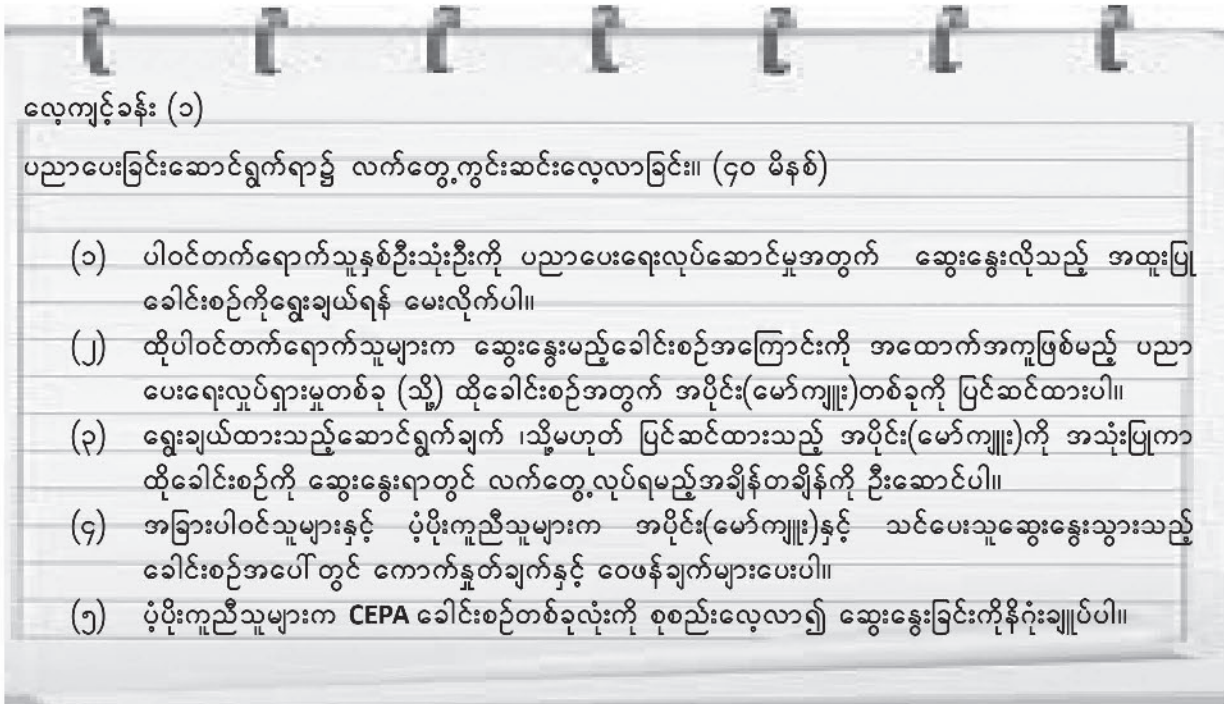 လေ့ကျင့်ခန်း (၁)
ပညာပေးခြင်းဆောင်ရွက်ရာ၌ လက်တွေ့ကွင်းဆင်းလေ့လာခြင်း။ (၄၀ မိနစ်)
(၁) ပါဝင်တက်ရောက်သူနှစ်ဦးသုံးဦးကို ပညာပေးရေးလုပ်ဆောင်မှုအတွက် ဆွေးနွေးလိုသည့် အထူးပြု
ခေါင်းစဉ်ကိုရွေးချယ်ရန် မေးလိုက်ပါ။
(၂) ထိုပါဝင်တက်ရောက်သူများက ဆွေးနွေးမည့်ခေါင်းစဉ်အကြောင်းကို အထောက်အကူဖြစ်မည့် ပညာ
ပေးရေးလှုပ်ရှားမှုတစ်ခု (သို့) ထိုခေါင်းစဉ်အတွက် အပိုင်း(မော်ကျူး)တစ်ခုကို ပြင်ဆင်ထားပါ။
(၃) ရွေးချယ်ထားသည့်ဆောင်ရွက်ချက် ၊သို့မဟုတ် ပြင်ဆင်ထားသည့် အပိုင်း(မော်ကျူး)ကို အသုံးပြုကာ
ထိုခေါင်းစဉ်ကို ဆွေးနွေးရာတွင် လက်တွေ့လုပ်ရမည့်အချိန်တချိန်ကို ဦးဆောင်ပါ။
(၄) အခြားပါဝင်သူများနှင့် ပံ့ပိုးကူညီသူများက အပိုင်း(မော်ကျူး)နှင့် သင်ပေးသူဆွေးနွေးသွားသည့်
ခေါင်းစဉ်အပေါ် တွင် ကောက်နှုတ်ချက်နှင့် ဝေဖန်ချက်များပေးပါ။
(၅) ပံ့ပိုးကူညီသူများက CEPA ခေါင်းစဉ်တစ်ခုလုံးကို စုစည်းလေ့လာ၍ ဆွေးနွေးခြင်းကိုနိဂုံးချျုပ်ပါ။